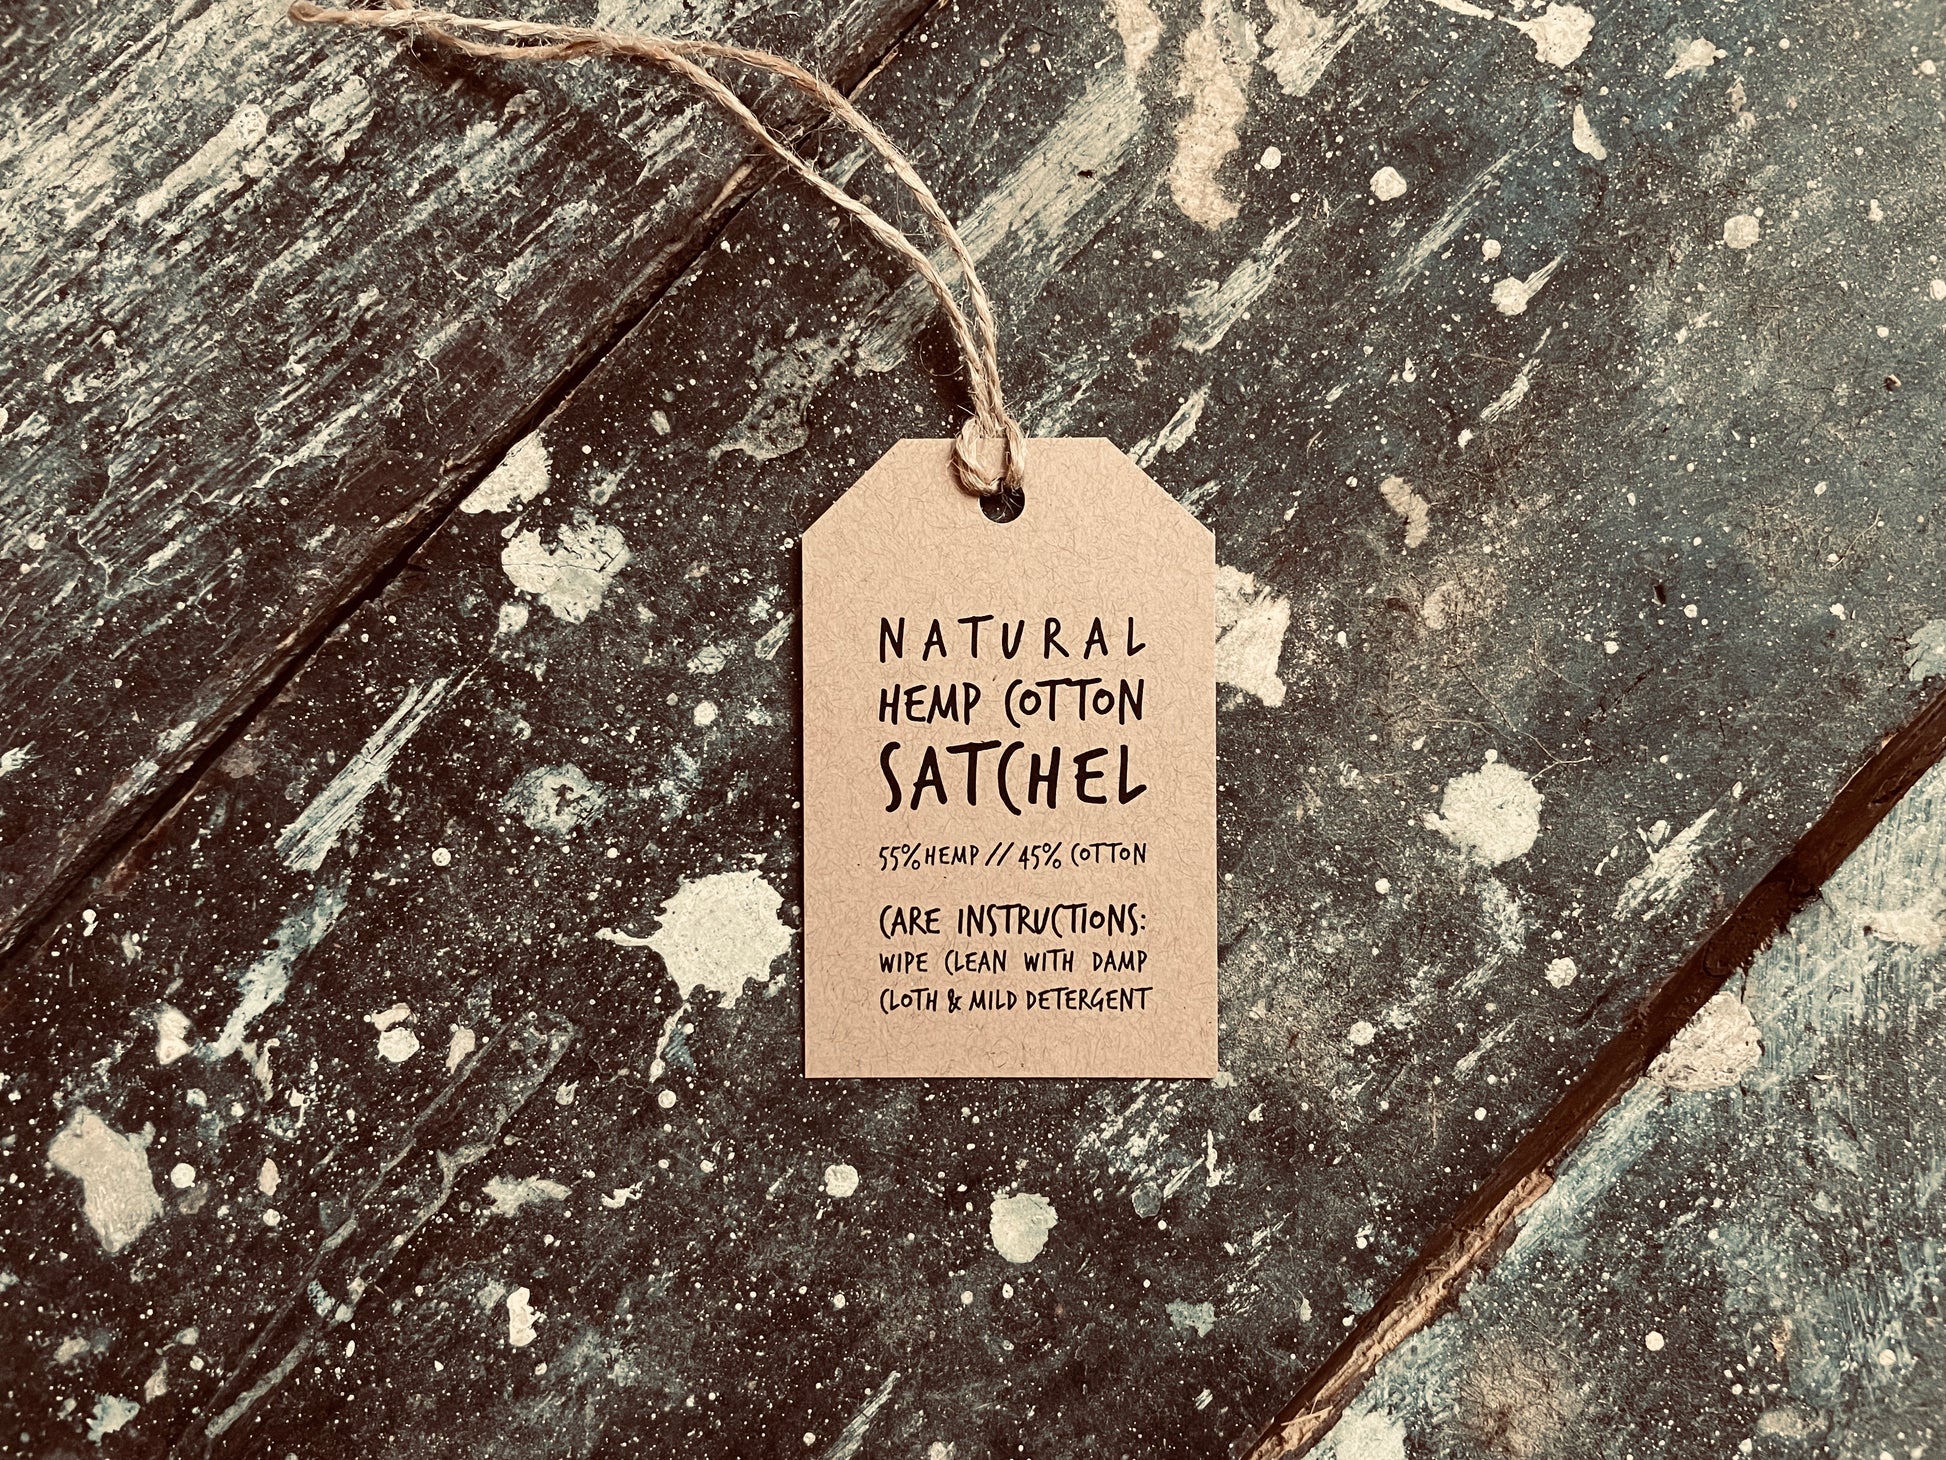 NATURAL
HEMP COTTON
SATCHEL
55% HEMP // 45% COTTON
CARE INSTRUCTIONS:
WIPE CLEAN WITH DAMP
CLOTH & MILD DETERGENT